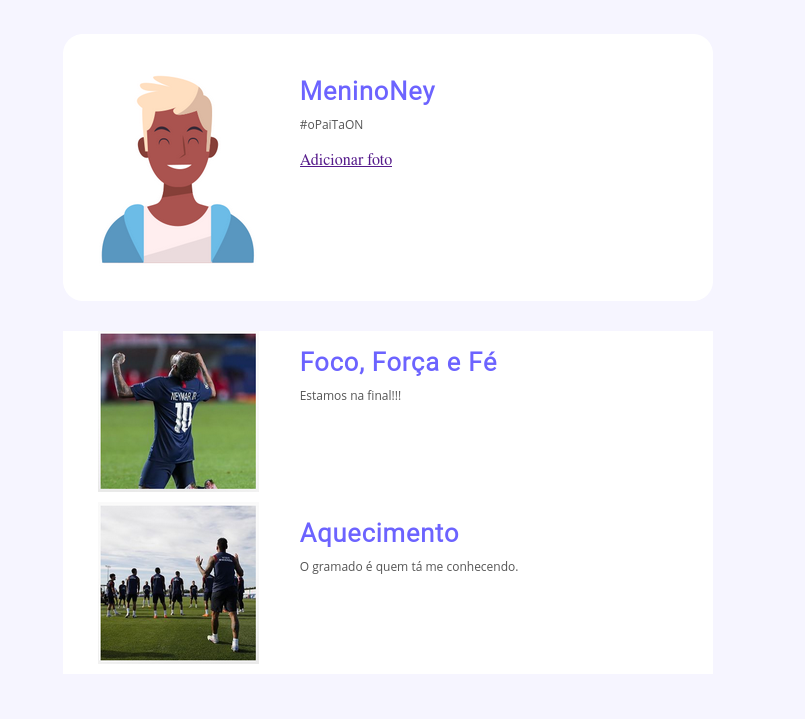 MeninoNey
#oPaiTaON
Adicionar foto
Foco, Força e Fé
Estamos na final!!!
NEYMAR JR
10
Aquecimento
O gramado é quem tá me conhecendo.